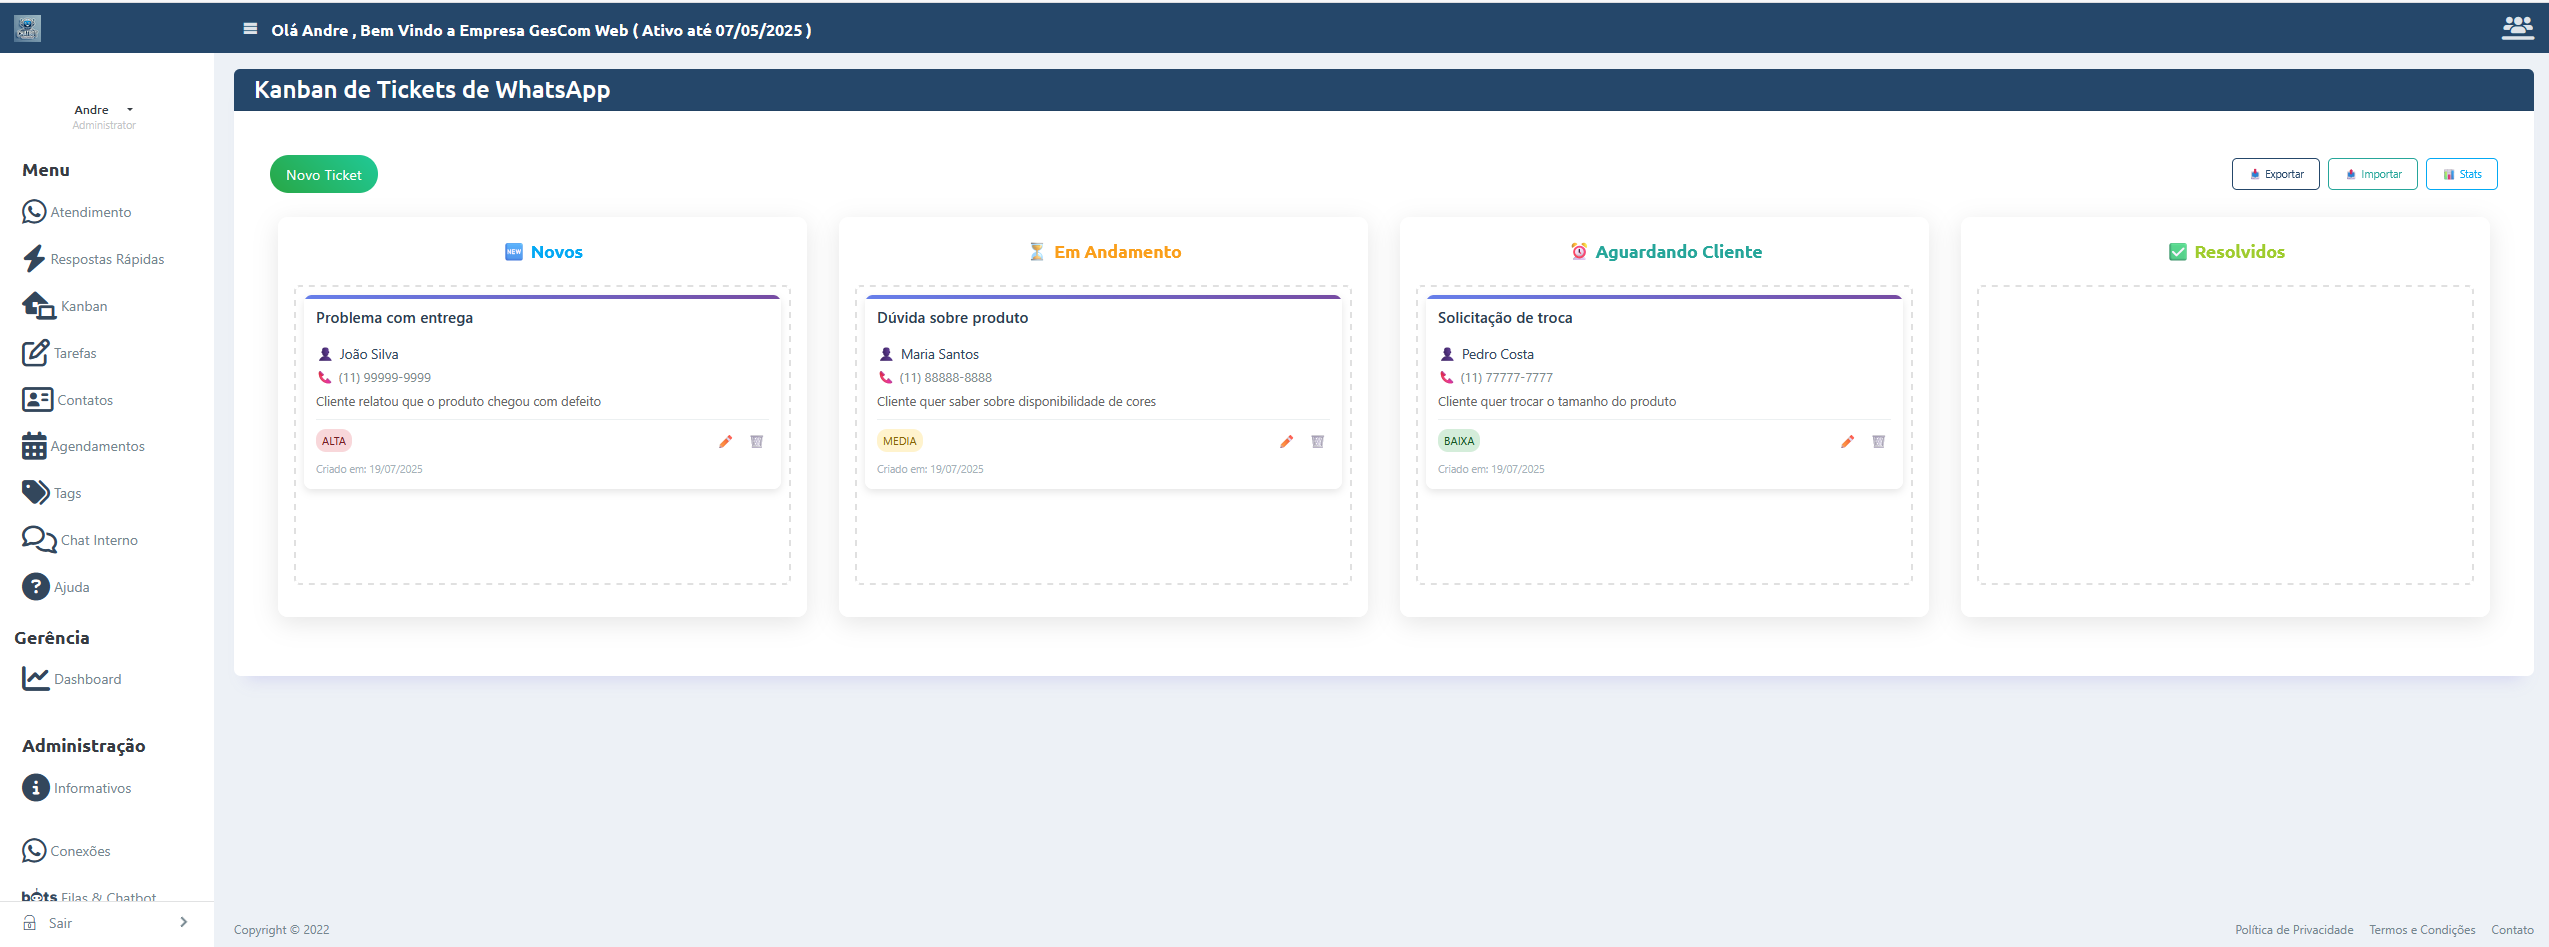 Olá Andre , Bem Vindo a Empresa GesCom Web ( Ativo até 07/05/2025 )
Andre
Administrator
Menu
Atendimento
Respostas Rápidas
Kanban
Tarefas
Contatos
Agendamentos
Tags
Chat Interno
Ajuda
Gerência
Dashboard
Administração
Informativos
Conexões
bots Filas & Chatbot
Sair
Kanban de Tickets de WhatsApp
Novo Ticket
Exportar
Importar
Stats
NEW Novos
Problema com entrega
João Silva
(11) 99999-9999
Cliente relatou que o produto chegou com defeito
ALTA
Criado em: 19/07/2025
Em Andamento
Dúvida sobre produto
Maria Santos
(11) 88888-8888
Cliente quer saber sobre disponibilidade de cores
MEDIA
Criado em: 19/07/2025
Aguardando Cliente
Solicitação de troca
Pedro Costa
(11) 77777-7777
Cliente quer trocar o tamanho do produto
BAIXA
Criado em: 19/07/2025
Resolvidos
Copyright © 2022
Política de Privacidade
Termos e Condições
Contato